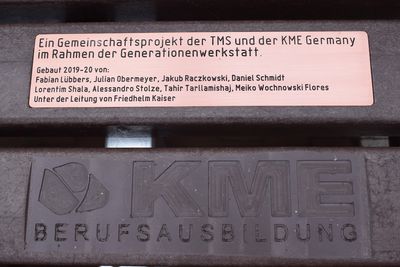 Ein Gemeinschaftsprojekt der TMS und der KME Germany
im Rahmen der Generationenwerkstatt.
Gebaut 2019-20 von:
Fabian Lübbers, Julian Obermeyer, Jakub Raczkowski, Daniel Schmidt
Lorentim Shala, Alessandro Stolze, Tahir Tarllamishaj, Meiko Wochnowski Flores
Unter der Leitung von Friedhelm Kaiser
KME
BERUFSAUSBILDUNG